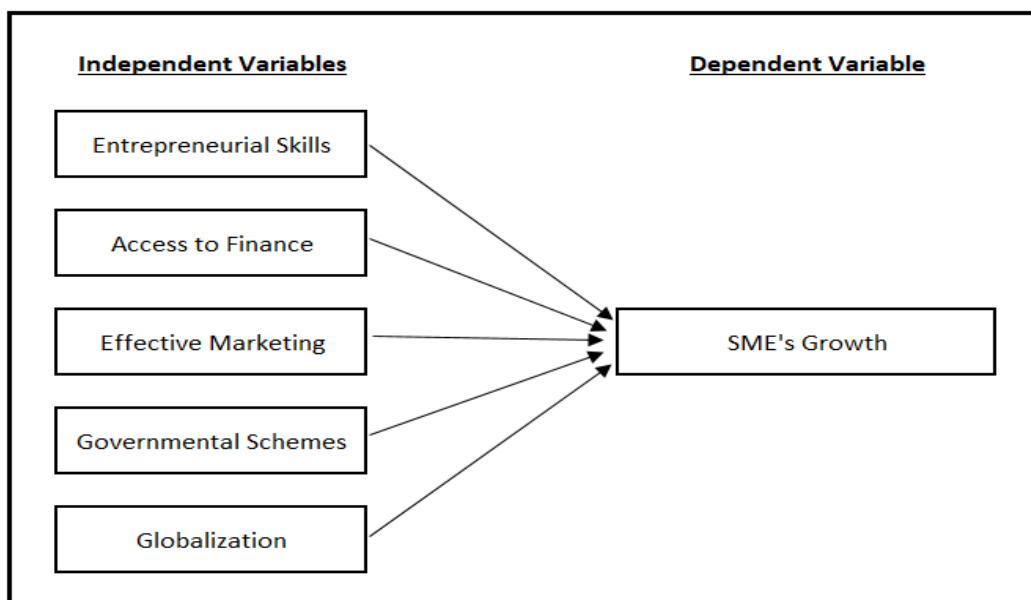 Independent Variables
Dependent Variable
Entrepreneurial Skills
Access to Finance
Effective Marketing
SME's Growth
Governmental Schemes
Globalization